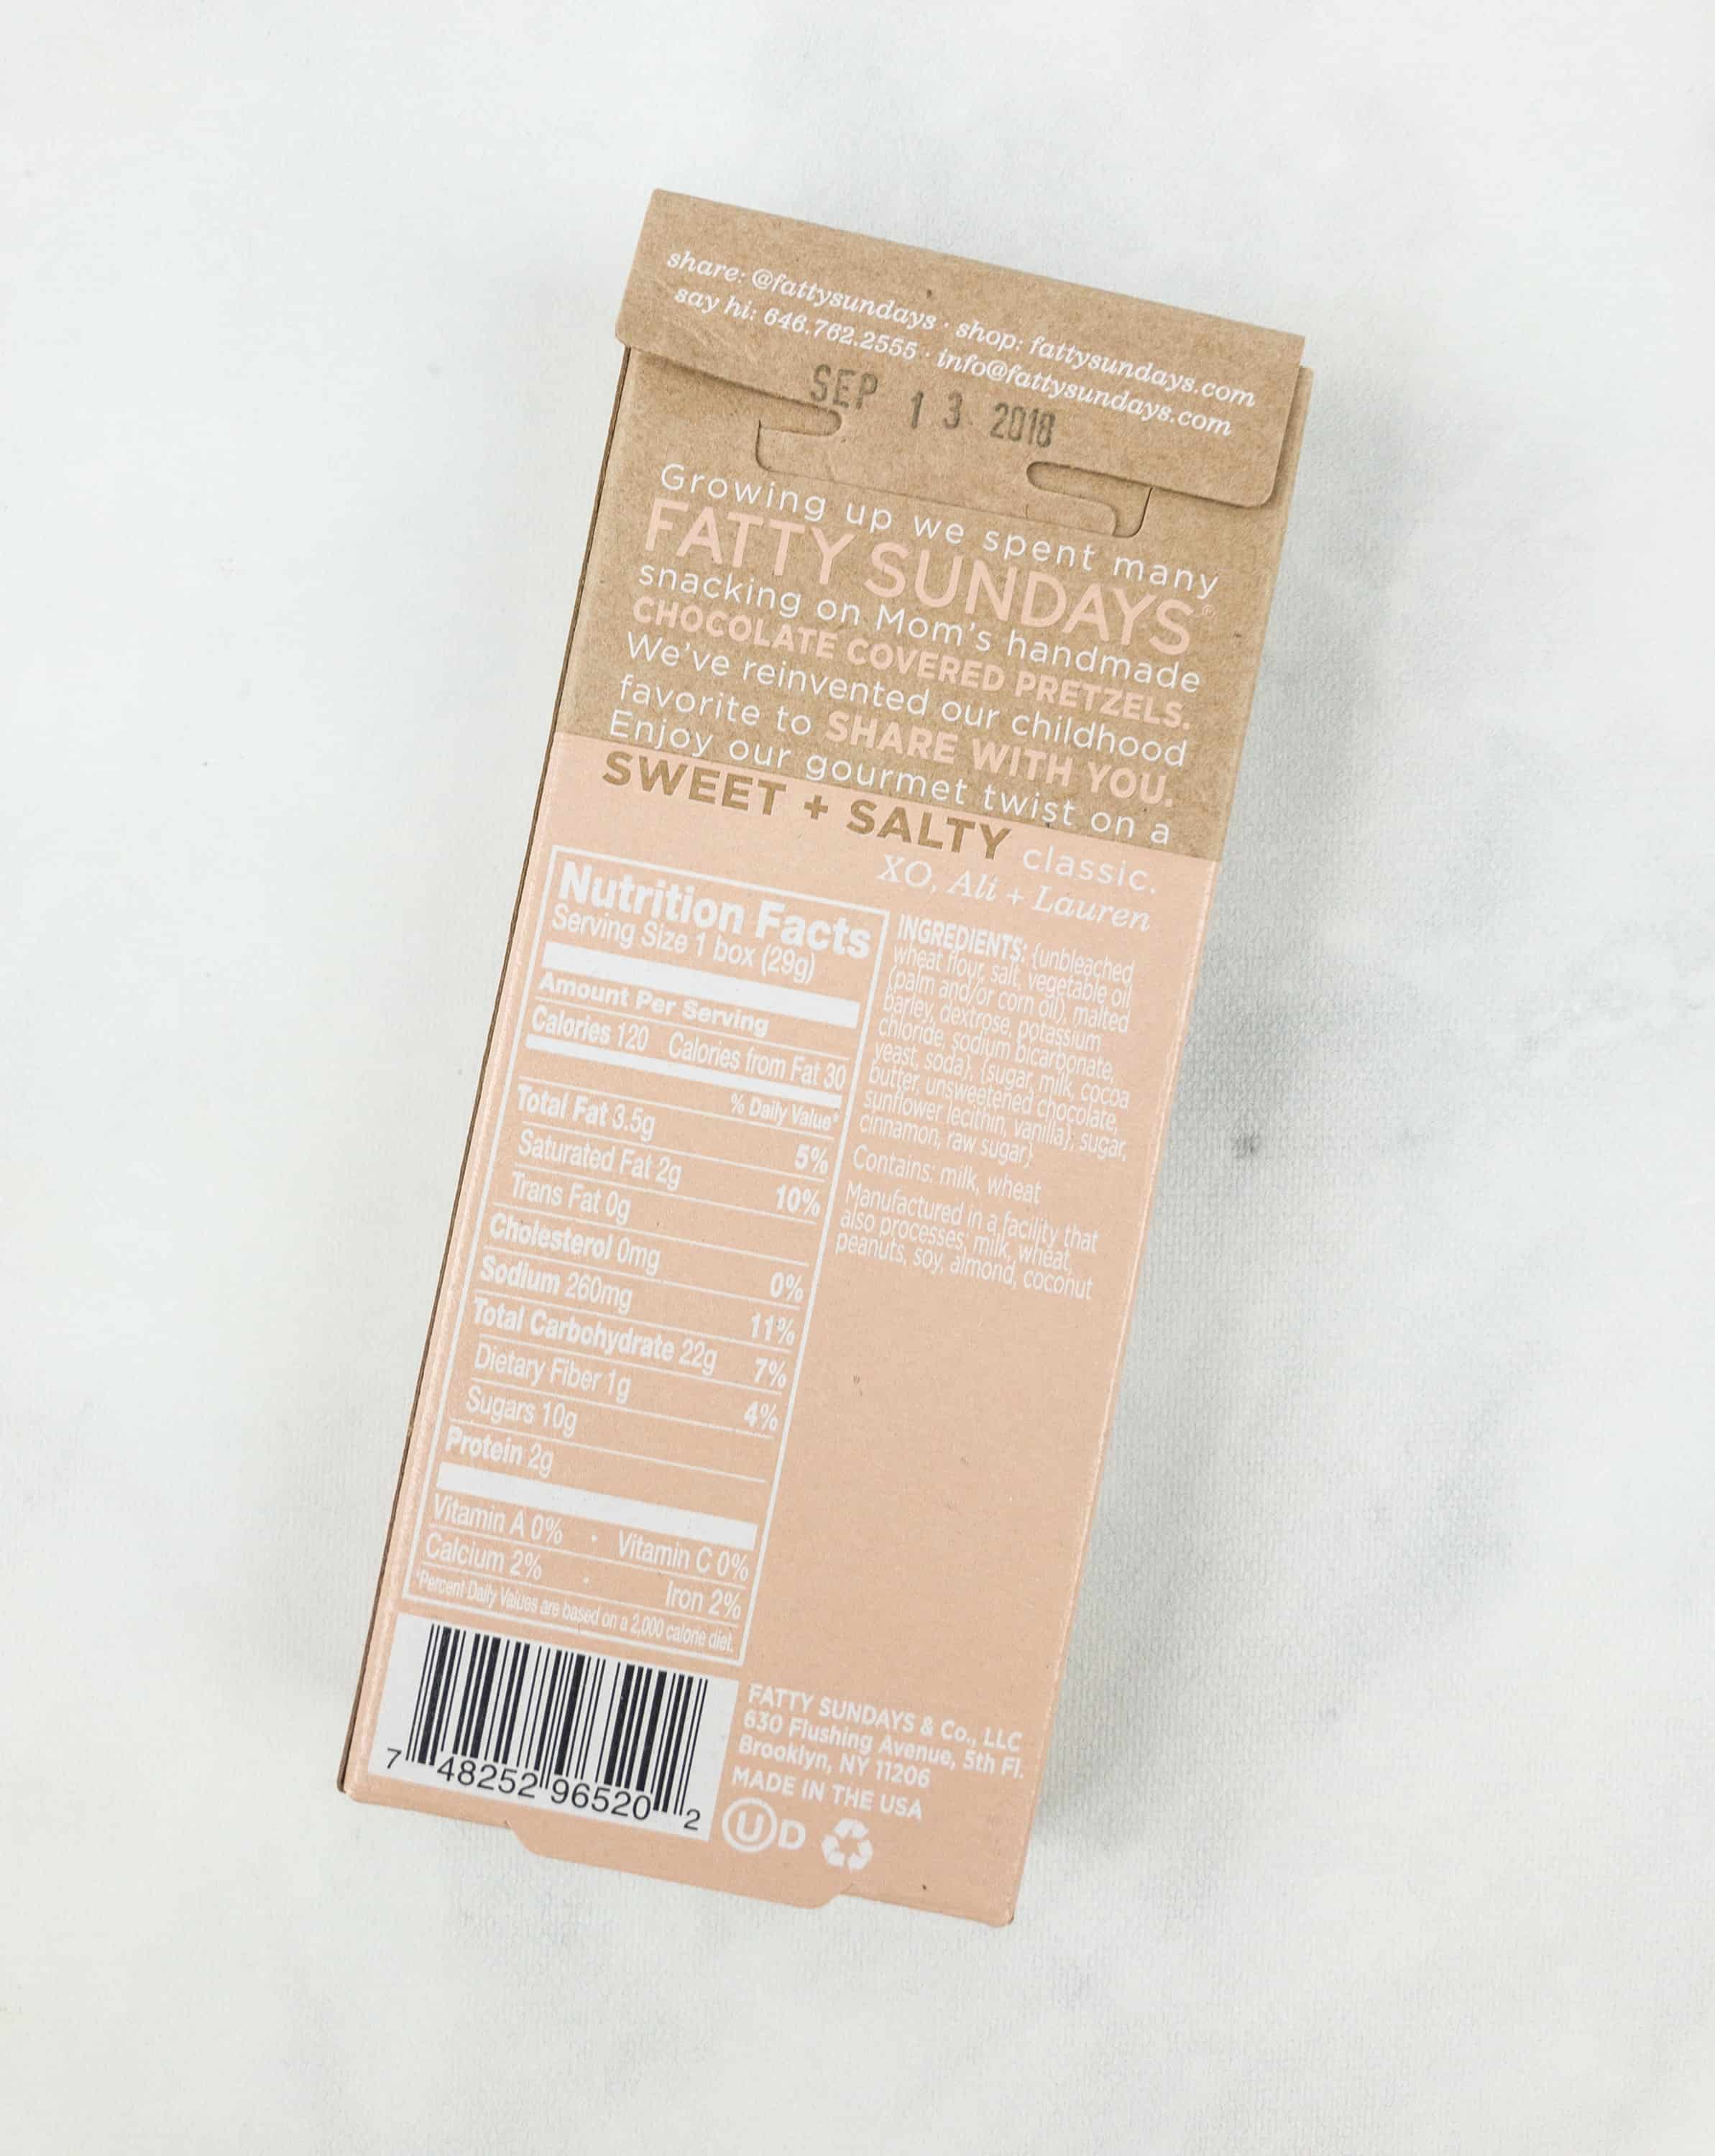 share: @fattysundays · shop: fattysundays.com
say hi: 646.762.2555 · info@fattysundays.com
SEP 13 2018
Growing up we spent many
FATTY SUNDAYS®
snacking on Mom's handmade
CHOCOLATE COVERED PRETZELS.
We've reinvented our childhood
favorite to SHARE WITH YOU.
Enjoy our gourmet twist on a
SWEET + SALTY classic.
XO, Ali + Lauren
Nutrition Facts
Serving Size 1 box (29g)
Amount Per Serving
Calories 120 Calories from Fat 30
% Daily Value*
Total Fat 3.5g 5%
Saturated Fat 2g 10%
Trans Fat 0g
Cholesterol 0mg 0%
Sodium 260mg 11%
Total Carbohydrate 22g 7%
Dietary Fiber 1g 4%
Sugars 10g
Protein 2g
Vitamin A 0% · Vitamin C 0%
Calcium 2% · Iron 2%
*Percent Daily Values are based on a 2,000 calorie diet.
INGREDIENTS: {unbleached
wheat flour, salt, vegetable oil
(palm and/or corn oil), malted
barley, dextrose, potassium
chloride, sodium bicarbonate,
yeast, soda}, {sugar, milk, cocoa
butter, unsweetened chocolate,
sunflower lecithin, vanilla}, sugar,
cinnamon, raw sugar}
Contains: milk, wheat
Manufactured in a facility that
also processes; milk, wheat,
peanuts, soy, almond, coconut
7 48252 96520 2
FATTY SUNDAYS & Co., LLC
630 Flushing Avenue, 5th Fl.
Brooklyn, NY 11206
MADE IN THE USA
U D